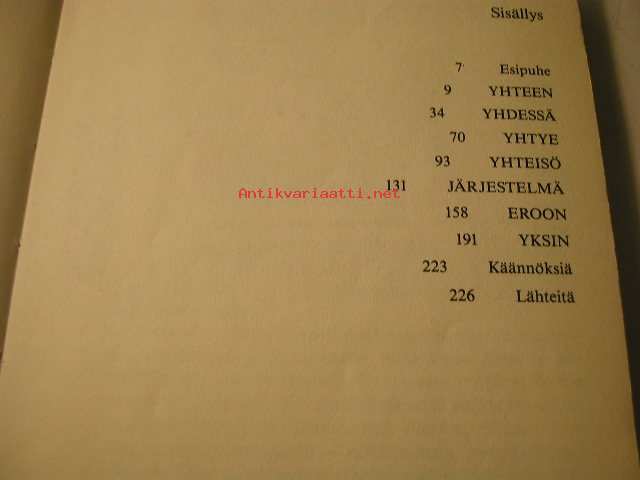 Sisällys
7 Esipuhe
9 YHTEEN
34 YHDESSÄ
70 YHTYE
93 YHTEISÖ
131 JÄRJESTELMÄ
Antikvariaatti.net
158 EROON
191 YKSIN
223 Käännöksiä
226 Lähteitä